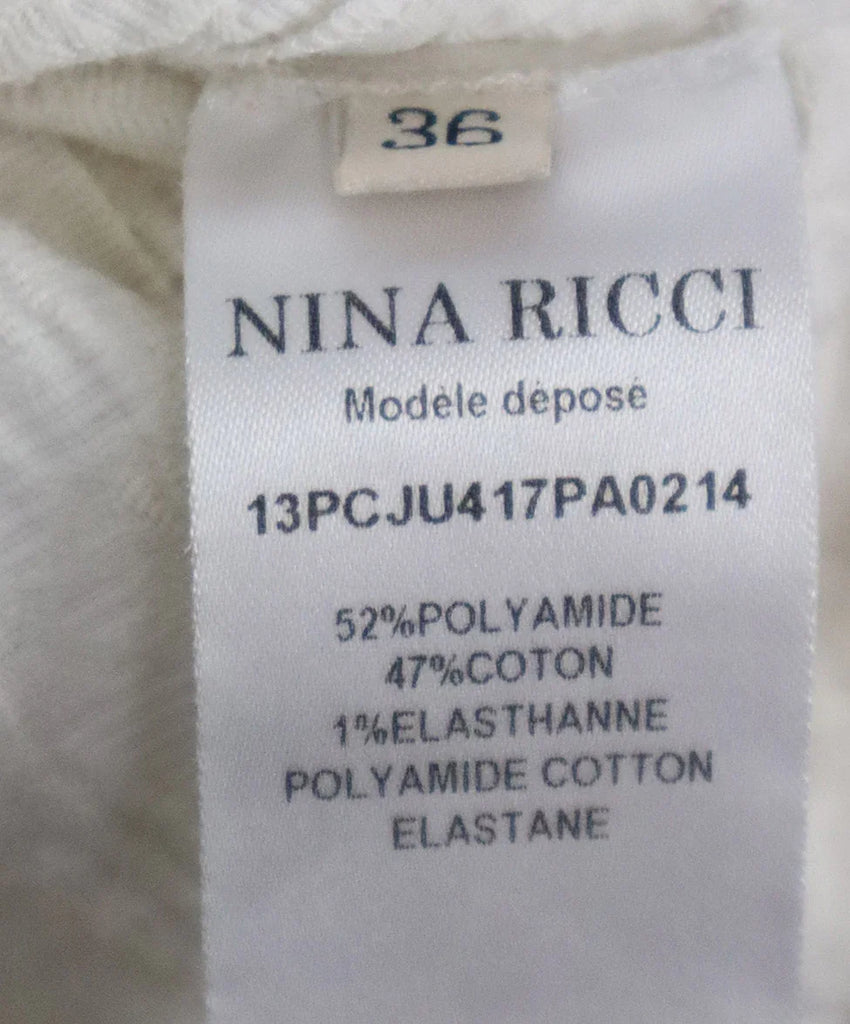 36
NINA RICCI
Modèle déposé
13PCJU417PA0214
52%POLYAMIDE
47%COTON
1%ELASTHANNE
POLYAMIDE COTTON
ELASTANE